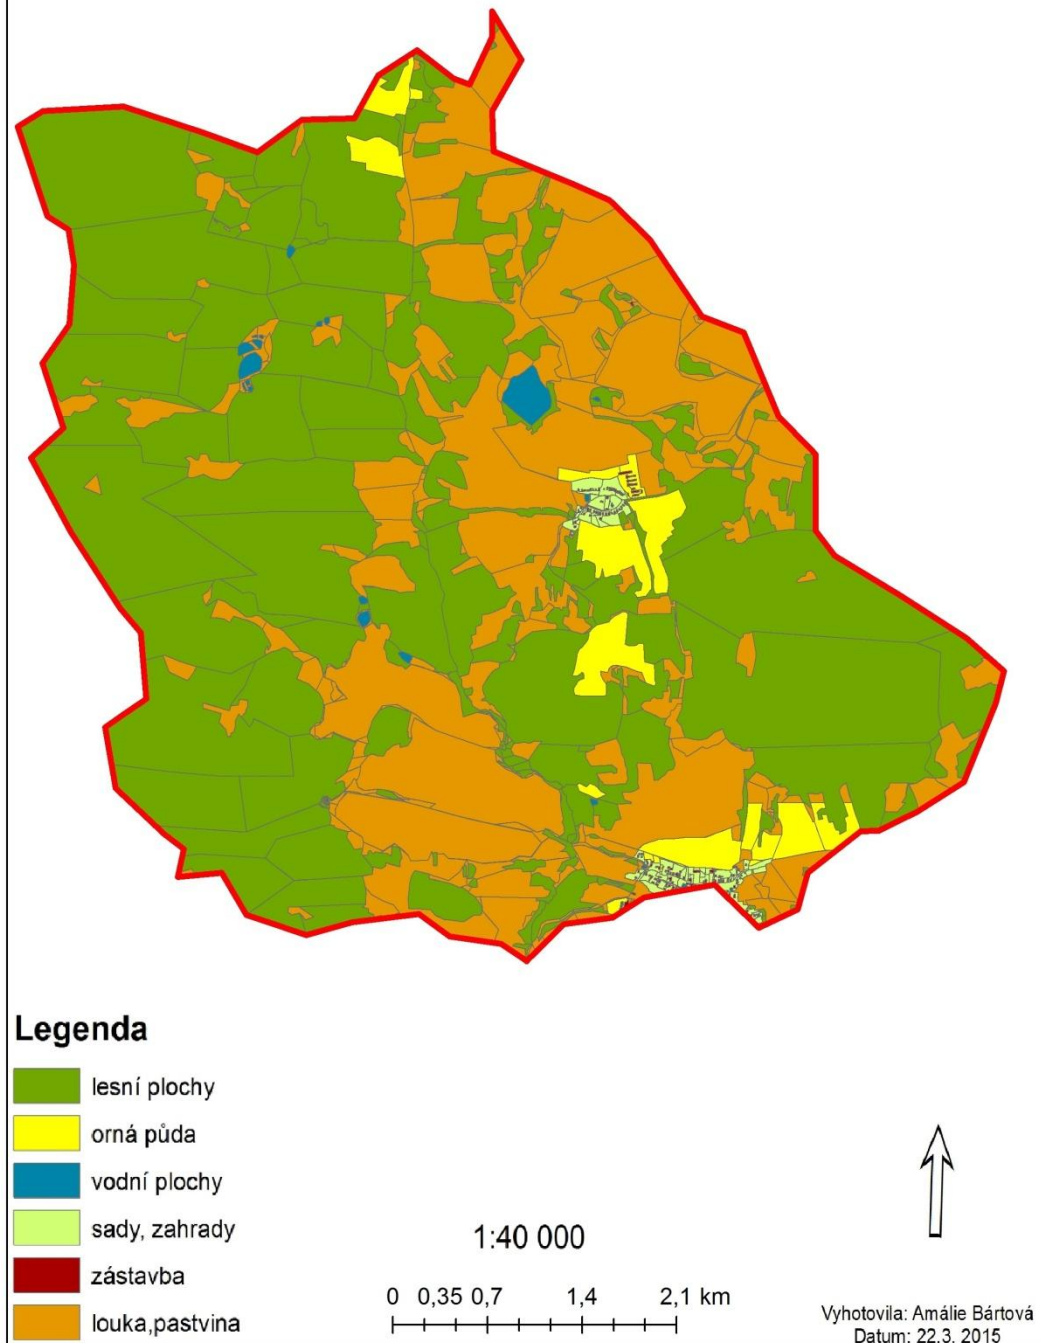 Legenda
lesní plochy
orná půda
vodní plochy
sady, zahrady
zástavba
louka,pastvina
1:40 000
0 0,35 0,7 1,4 2,1 km
Vyhotovila: Amálie Bártová
Datum: 22.3. 2015